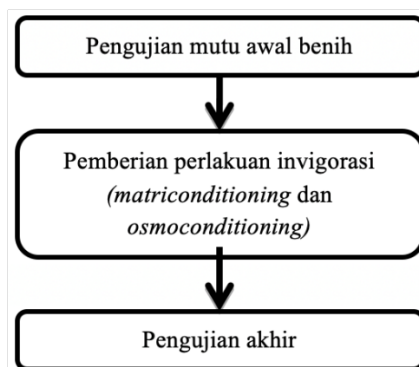 Pengujian mutu awal benih
Pemberian perlakuan invigorasi
(matriconditioning dan
osmoconditioning)
Pengujian akhir